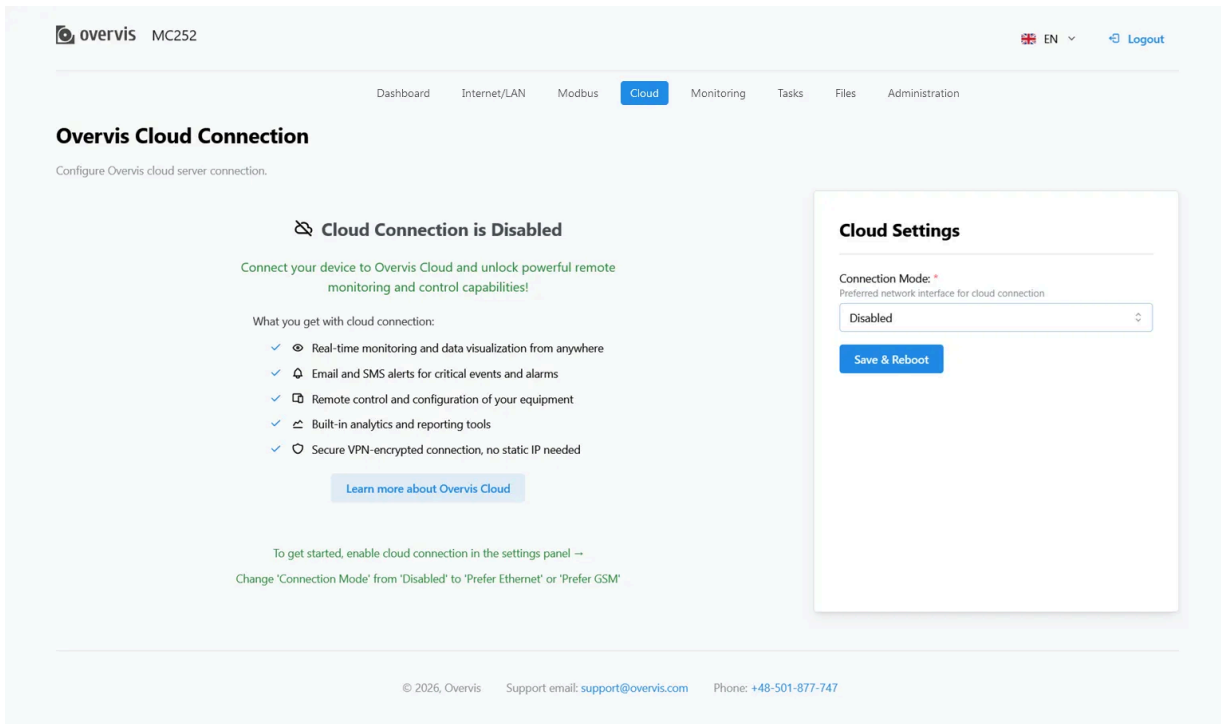 overvis MC252
EN
Logout
Dashboard Internet/LAN Modbus Cloud Monitoring Tasks Files Administration
Overvis Cloud Connection
Configure Overvis cloud server connection.
Cloud Connection is Disabled
Connect your device to Overvis Cloud and unlock powerful remote
monitoring and control capabilities!
What you get with cloud connection:
Real-time monitoring and data visualization from anywhere
Email and SMS alerts for critical events and alarms
Remote control and configuration of your equipment
Built-in analytics and reporting tools
Secure VPN-encrypted connection, no static IP needed
Learn more about Overvis Cloud
To get started, enable cloud connection in the settings panel →
Change 'Connection Mode' from 'Disabled' to 'Prefer Ethernet' or 'Prefer GSM'
Cloud Settings
Connection Mode: *
Preferred network interface for cloud connection
Disabled
Save & Reboot
© 2026, Overvis Support email: support@overvis.com Phone: +48-501-877-747